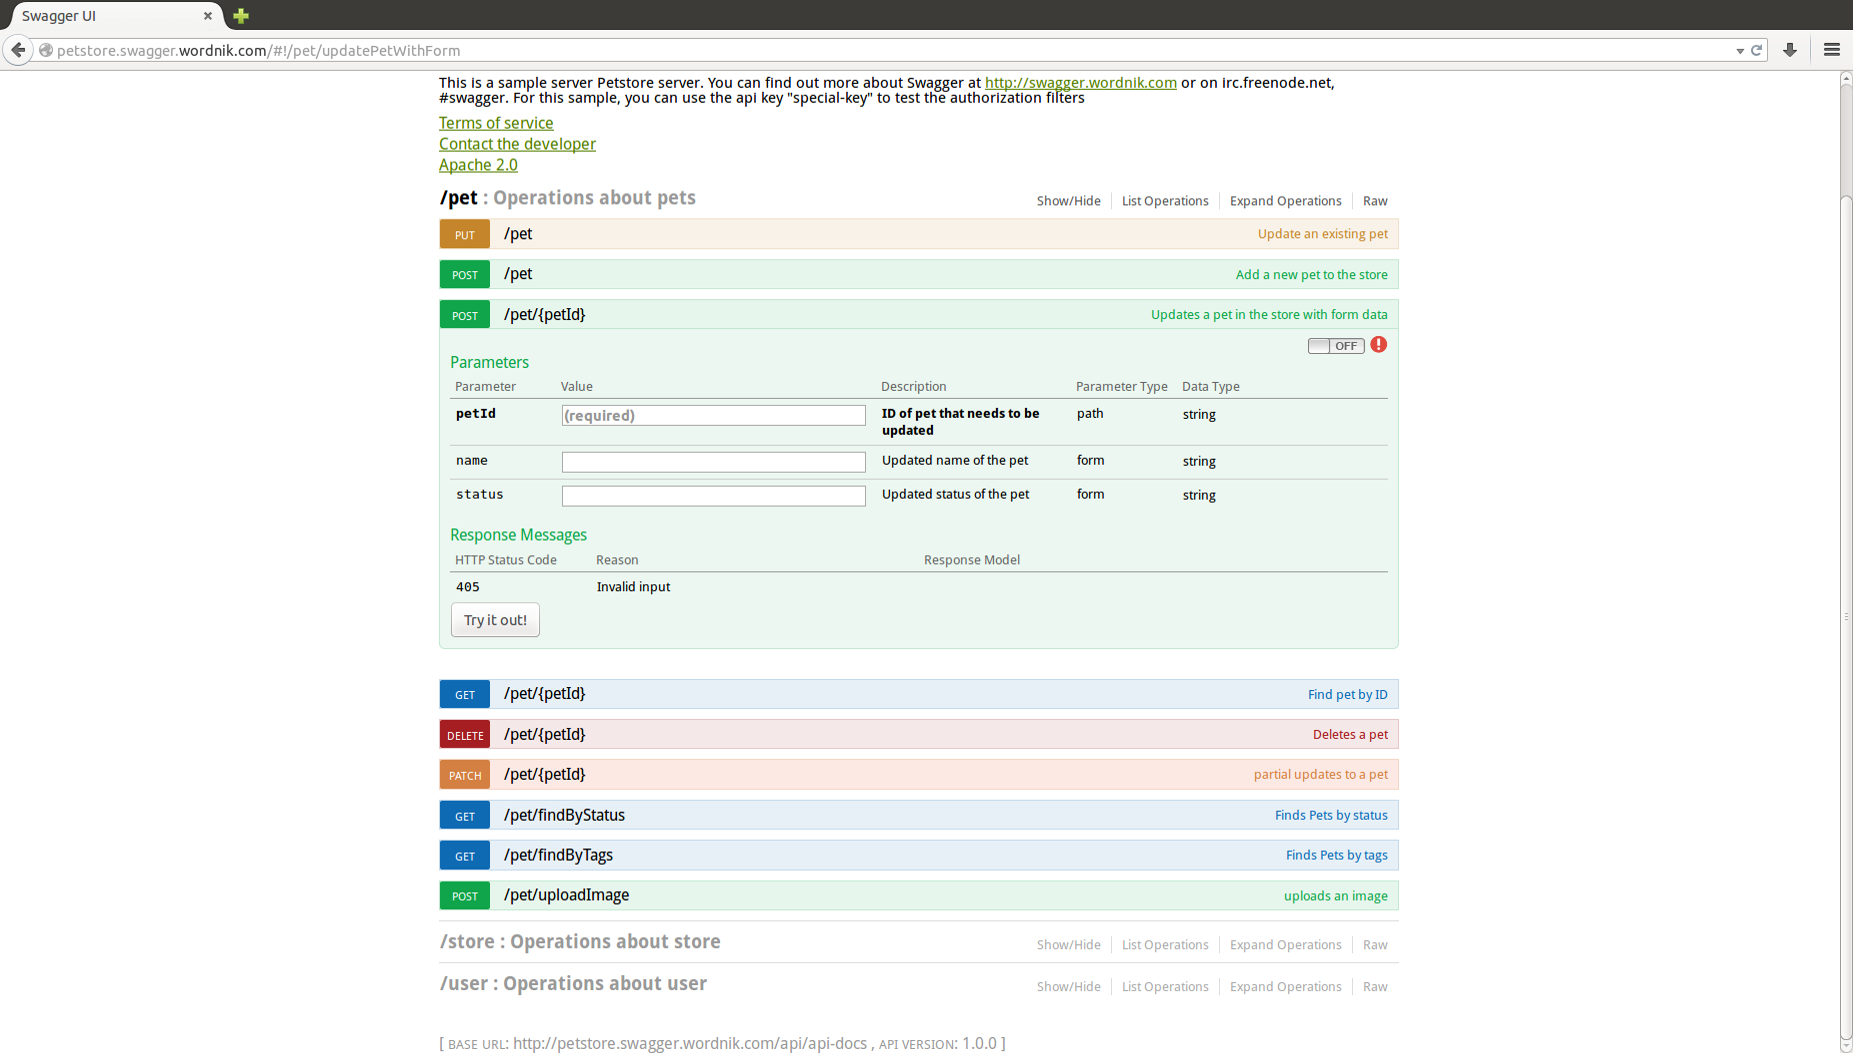 Swagger UI
petstore.swagger.wordnik.com/#!/pet/updatePetWithForm
This is a sample server Petstore server. You can find out more about Swagger at http://swagger.wordnik.com or on irc.freenode.net,
#swagger. For this sample, you can use the api key "special-key" to test the authorization filters
Terms of service
Contact the developer
Apache 2.0
/pet : Operations about pets Show/Hide List Operations Expand Operations Raw
PUT /pet Update an existing pet
POST /pet Add a new pet to the store
POST /pet/{petId} Updates a pet in the store with form data
OFF
Parameters
Parameter Value Description Parameter Type Data Type
petId (required) ID of pet that needs to be path string
updated
name Updated name of the pet form string
status Updated status of the pet form string
Response Messages
HTTP Status Code Reason Response Model
405 Invalid input
Try it out!
GET /pet/{petId} Find pet by ID
DELETE /pet/{petId} Deletes a pet
PATCH /pet/{petId} partial updates to a pet
GET /pet/findByStatus Finds Pets by status
GET /pet/findByTags Finds Pets by tags
POST /pet/uploadImage uploads an image
/store : Operations about store Show/Hide List Operations Expand Operations Raw
/user : Operations about user Show/Hide List Operations Expand Operations Raw
[ BASE URL: http://petstore.swagger.wordnik.com/api/api-docs , API VERSION: 1.0.0 ]